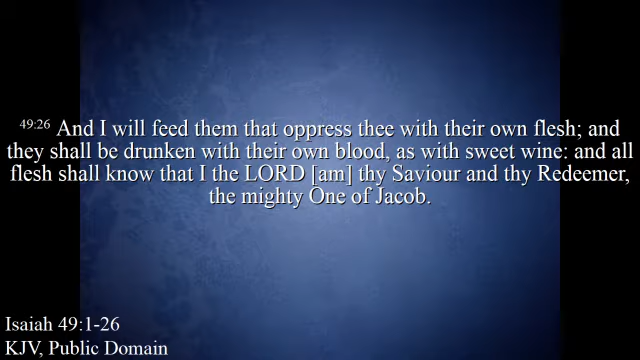 49:26 And I will feed them that oppress thee with their own flesh; and
they shall be drunken with their own blood, as with sweet wine: and all
flesh shall know that I the LORD [am] thy Saviour and thy Redeemer,
the mighty One of Jacob.
Isaiah 49:1-26
KJV, Public Domain